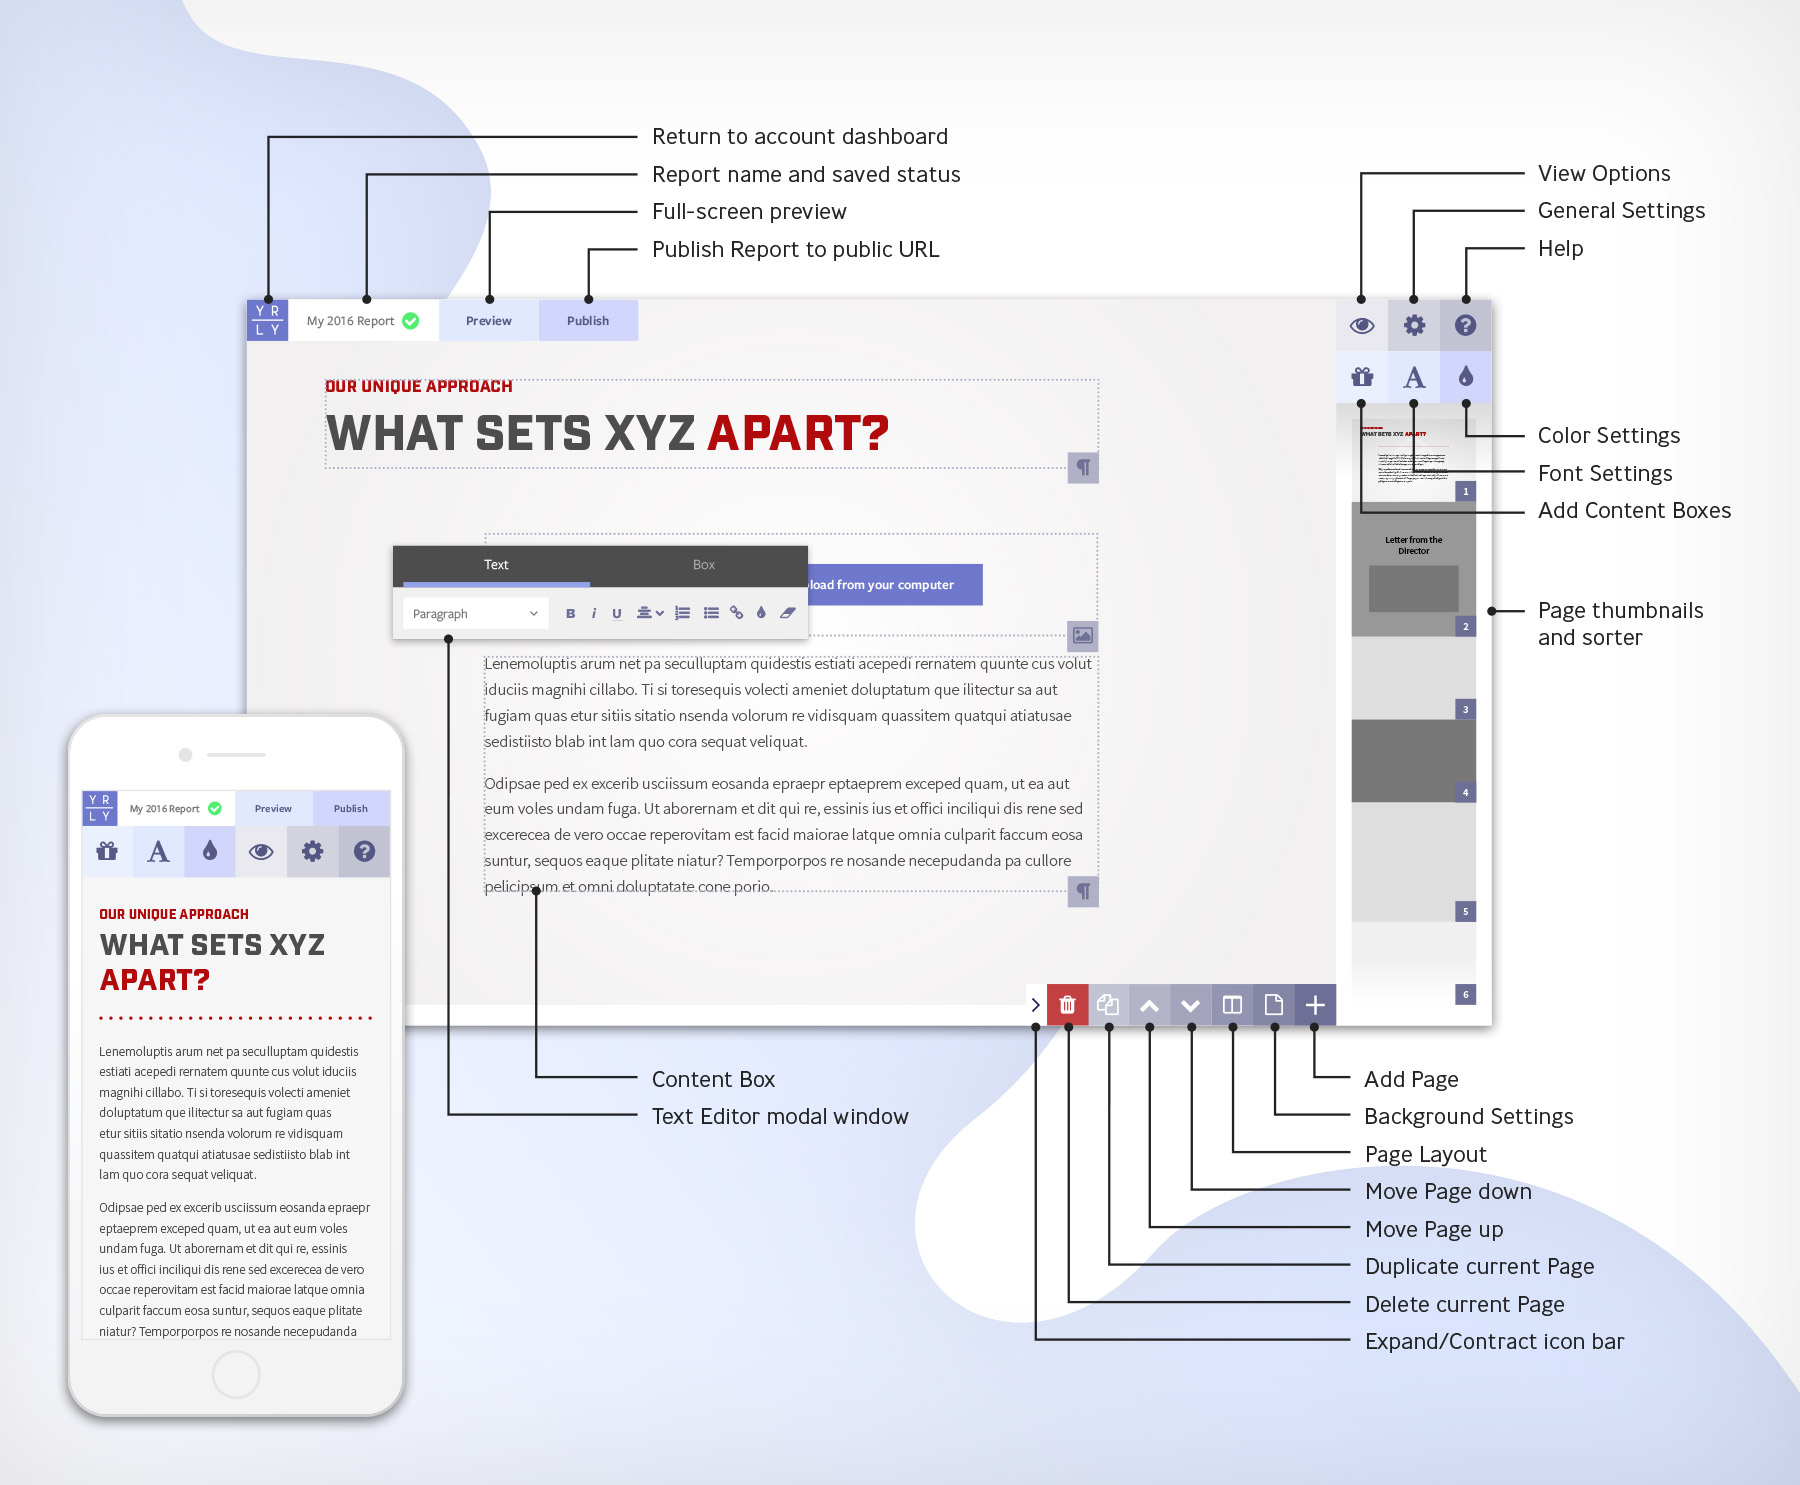 Return to account dashboard
Report name and saved status
Full-screen preview
Publish Report to public URL
View Options
General Settings
Help
Y R
L Y
My 2016 Report
Preview
Publish
OUR UNIQUE APPROACH
WHAT SETS XYZ APART?
Text
Box
Paragraph
B i U
load from your computer
Lenemoluptis arum net pa seculluptam quidestis estiati acepedi rernatem quunte cus volut
iduciis magnihi cillabo. Ti si toresequis volecti ameniet doluptatum que ilitectur sa aut
fugiam quas etur sitiis sitatio nsenda volorum re vidisquam quassitem quatqui atiatusae
sedistiisto blab int lam quo cora sequat veliquat.
Odipsae ped ex excerib usciissum eosanda epraepr eptaeprem exceped quam, ut ea aut
eum voles undam fuga. Ut aborernam et dit qui re, essinis ius et offici inciliqui dis rene sed
excerecea de vero occae reperovitam est facid maiorae latque omnia culparit faccum eosa
suntur, sequos eaque plitate niatur? Temporporpos re nosande necepudanda pa cullore
pelicipsum et omni doluptatate cone porio.
A
WHAT SETS XYZ APART?
1
Letter from the
Director
2
3
4
5
6
Color Settings
Font Settings
Add Content Boxes
Page thumbnails
and sorter
Content Box
Text Editor modal window
Add Page
Background Settings
Page Layout
Move Page down
Move Page up
Duplicate current Page
Delete current Page
Expand/Contract icon bar
Y R
L Y
My 2016 Report
Preview
Publish
A
OUR UNIQUE APPROACH
WHAT SETS XYZ
APART?
Lenemoluptis arum net pa seculluptam quidestis
estiati acepedi rernatem quunte cus volut iduciis
magnihi cillabo. Ti si toresequis volecti ameniet
doluptatum que ilitectur sa aut fugiam quas
etur sitiis sitatio nsenda volorum re vidisquam
quassitem quatqui atiatusae sedistiisto blab int
lam quo cora sequat veliquat.
Odipsae ped ex excerib usciissum eosanda epraepr
eptaeprem exceped quam, ut ea aut eum voles
undam fuga. Ut aborernam et dit qui re, essinis
ius et offici inciliqui dis rene sed excerecea de vero
occae reperovitam est facid maiorae latque omnia
culparit faccum eosa suntur, sequos eaque plitate
niatur? Temporporpos re nosande necepudanda